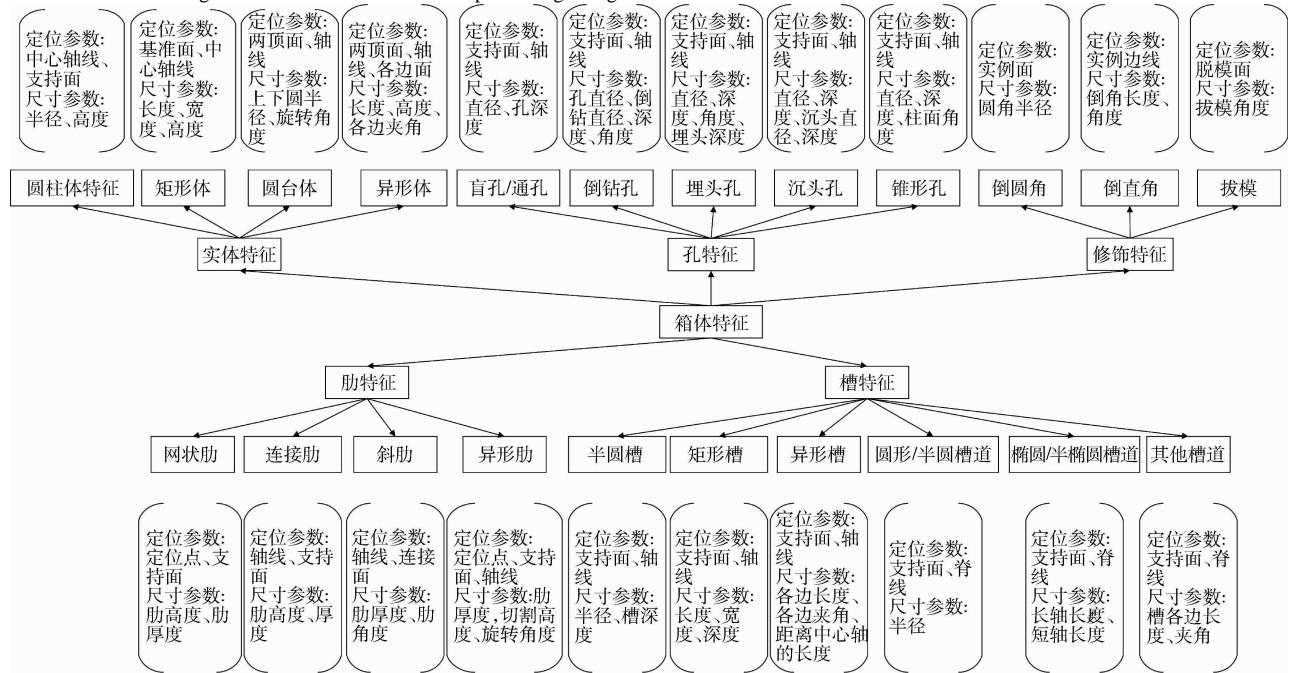 定位参数:
中心轴线、
支持面
尺寸参数:
半径、高度
定位参数:
基准面、中
心轴线
尺寸参数:
长度、宽
度、高度
定位参数:
两顶面、轴
线
尺寸参数:
上下圆半
径、旋转角
度
定位参数:
两顶面、轴
线、各边面
尺寸参数:
长度、高度、
各边夹角
定位参数:
支持面、轴
线
尺寸参数:
直径、孔深
度
定位参数:
支持面、轴
线
尺寸参数:
孔直径、倒
钻直径、深
度、角度
定位参数:
支持面、轴
线
尺寸参数:
直径、深
度、角度、
埋头深度
定位参数:
支持面、轴
线
尺寸参数:
直径、深
度、沉头直
径、深度
定位参数:
支持面、轴
线
尺寸参数:
直径、深
度、柱面角
度
定位参数:
实例面
尺寸参数:
圆角半径
定位参数:
实例边线
尺寸参数:
倒角长度、
角度
定位参数:
脱模面
尺寸参数:
拔模角度
圆柱体特征
矩形体
圆台体
异形体
盲孔/通孔
倒钻孔
埋头孔
沉头孔
锥形孔
倒圆角
倒直角
拔模
实体特征
孔特征
修饰特征
箱体特征
肋特征
槽特征
网状肋
连接肋
斜肋
异形肋
半圆槽
矩形槽
异形槽
圆形/半圆槽道
椭圆/半椭圆槽道
其他槽道
定位参数:
定位点、支
持面
尺寸参数:
肋高度、肋
厚度
定位参数:
轴线、支持
面
尺寸参数:
肋高度、厚
度
定位参数:
轴线、连接
面
尺寸参数:
肋厚度、肋
角度
定位参数:
定位点、支持
面、轴线
尺寸参数:肋
厚度,切割高
度、旋转角度
定位参数:
支持面、轴
线
尺寸参数:
半径、槽深
度
定位参数:
支持面、轴
线
尺寸参数:
长度、宽
度、深度
定位参数:
支持面、轴
线
尺寸参数:
各边长度、
各边夹角、
距离中心轴
的长度
定位参数:
支持面、脊
线
尺寸参数:
半径
定位参数:
支持面、脊
线
尺寸参数:
长轴长度、
短轴长度
定位参数:
支持面、脊
线
尺寸参数:
槽各边长
度、夹角